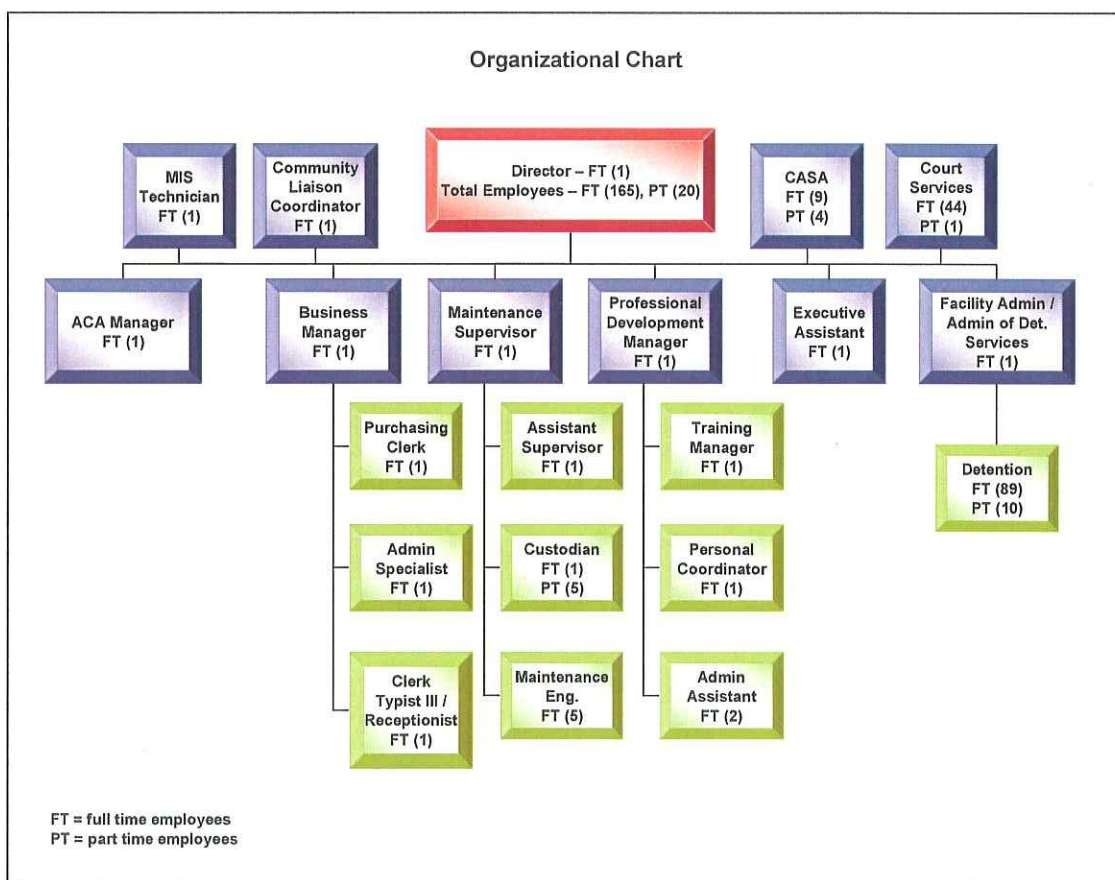 Organizational Chart
MIS
Technician
FT (1)
Community
Liaison
Coordinator
FT (1)
Director – FT (1)
Total Employees – FT (165), PT (20)
CASA
FT (9)
PT (4)
Court
Services
FT (44)
PT (1)
ACA Manager
FT (1)
Business
Manager
FT (1)
Maintenance
Supervisor
FT (1)
Professional
Development
Manager
FT (1)
Executive
Assistant
FT (1)
Facility Admin /
Admin of Det.
Services
FT (1)
Purchasing
Clerk
FT (1)
Assistant
Supervisor
FT (1)
Training
Manager
FT (1)
Detention
FT (89)
PT (10)
Admin
Specialist
FT (1)
Custodian
FT (1)
PT (5)
Personal
Coordinator
FT (1)
Clerk
Typist III /
Receptionist
FT (1)
Maintenance
Eng.
FT (5)
Admin
Assistant
FT (2)
FT = full time employees
PT = part time employees